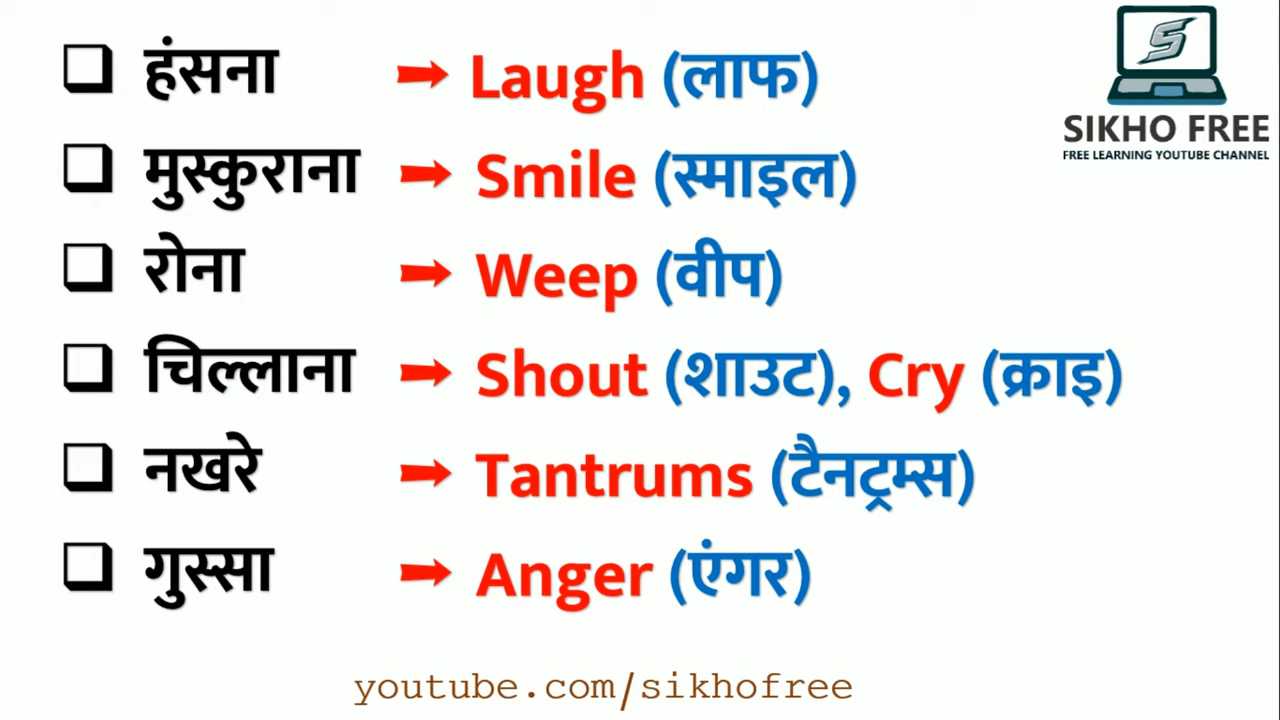 हंसना ➡ Laugh (लाफ)
मुस्कुराना ➡ Smile (स्माइल)
रोना ➡ Weep (वीप)
चिल्लाना ➡ Shout (शाउट), Cry (क्राइ)
नखरे ➡ Tantrums (टैनट्रम्स)
गुस्सा ➡ Anger (एंगर)
S
SIKHO FREE
FREE LEARNING YOUTUBE CHANNEL
youtube.com/sikhofree